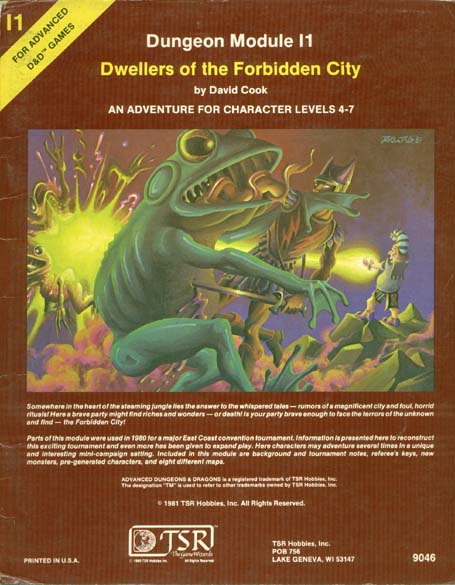 I1
FOR ADVANCED
D&D™ GAMES
Dungeon Module I1
Dwellers of the Forbidden City
by David Cook
AN ADVENTURE FOR CHARACTER LEVELS 4-7
Somewhere in the heart of the steaming jungle lies the answer to the whispered tales — rumors of a magnificent city and foul, horrid
rituals! Here a brave party might find riches and wonders — or death! Is your party brave enough to face the terrors of the unknown
and find — the Forbidden City!
Parts of this module were used in 1980 for a major East Coast convention tournament. Information is presented here to reconstruct
this exciting tournament and even more has been given to expand play. Here characters may adventure several times in a unique
and interesting mini-campaign setting. Included in this module are background and tournament notes, referee's keys, new
monsters, pre-generated characters, and eight different maps.
ADVANCED DUNGEONS & DRAGONS is a registered trademark of TSR Hobbies, Inc.
The designation "TM" is used to refer to other trademarks owned by TSR Hobbies, Inc.
© 1981 TSR Hobbies, Inc. All Rights Reserved.
TSR
The Game Wizards
© 1980 TSR Hobbies, Inc. All Rights Reserved
TSR Hobbies, Inc.
POB 756
LAKE GENEVA, WI 53147
PRINTED IN U.S.A.
9046